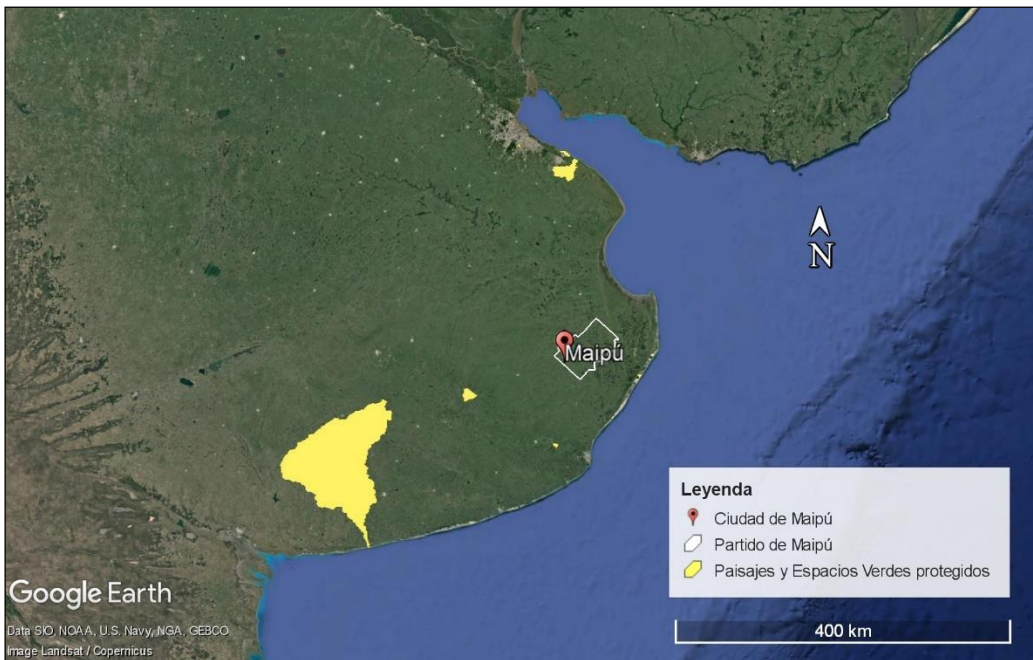 N
Maipú
Leyenda
Ciudad de Maipú
Partido de Maipú
Paisajes y Espacios Verdes protegidos
Google Earth
Data SIO, NOAA, U.S. Navy, NGA, GEBCO
Image Landsat / Copernicus
400 km